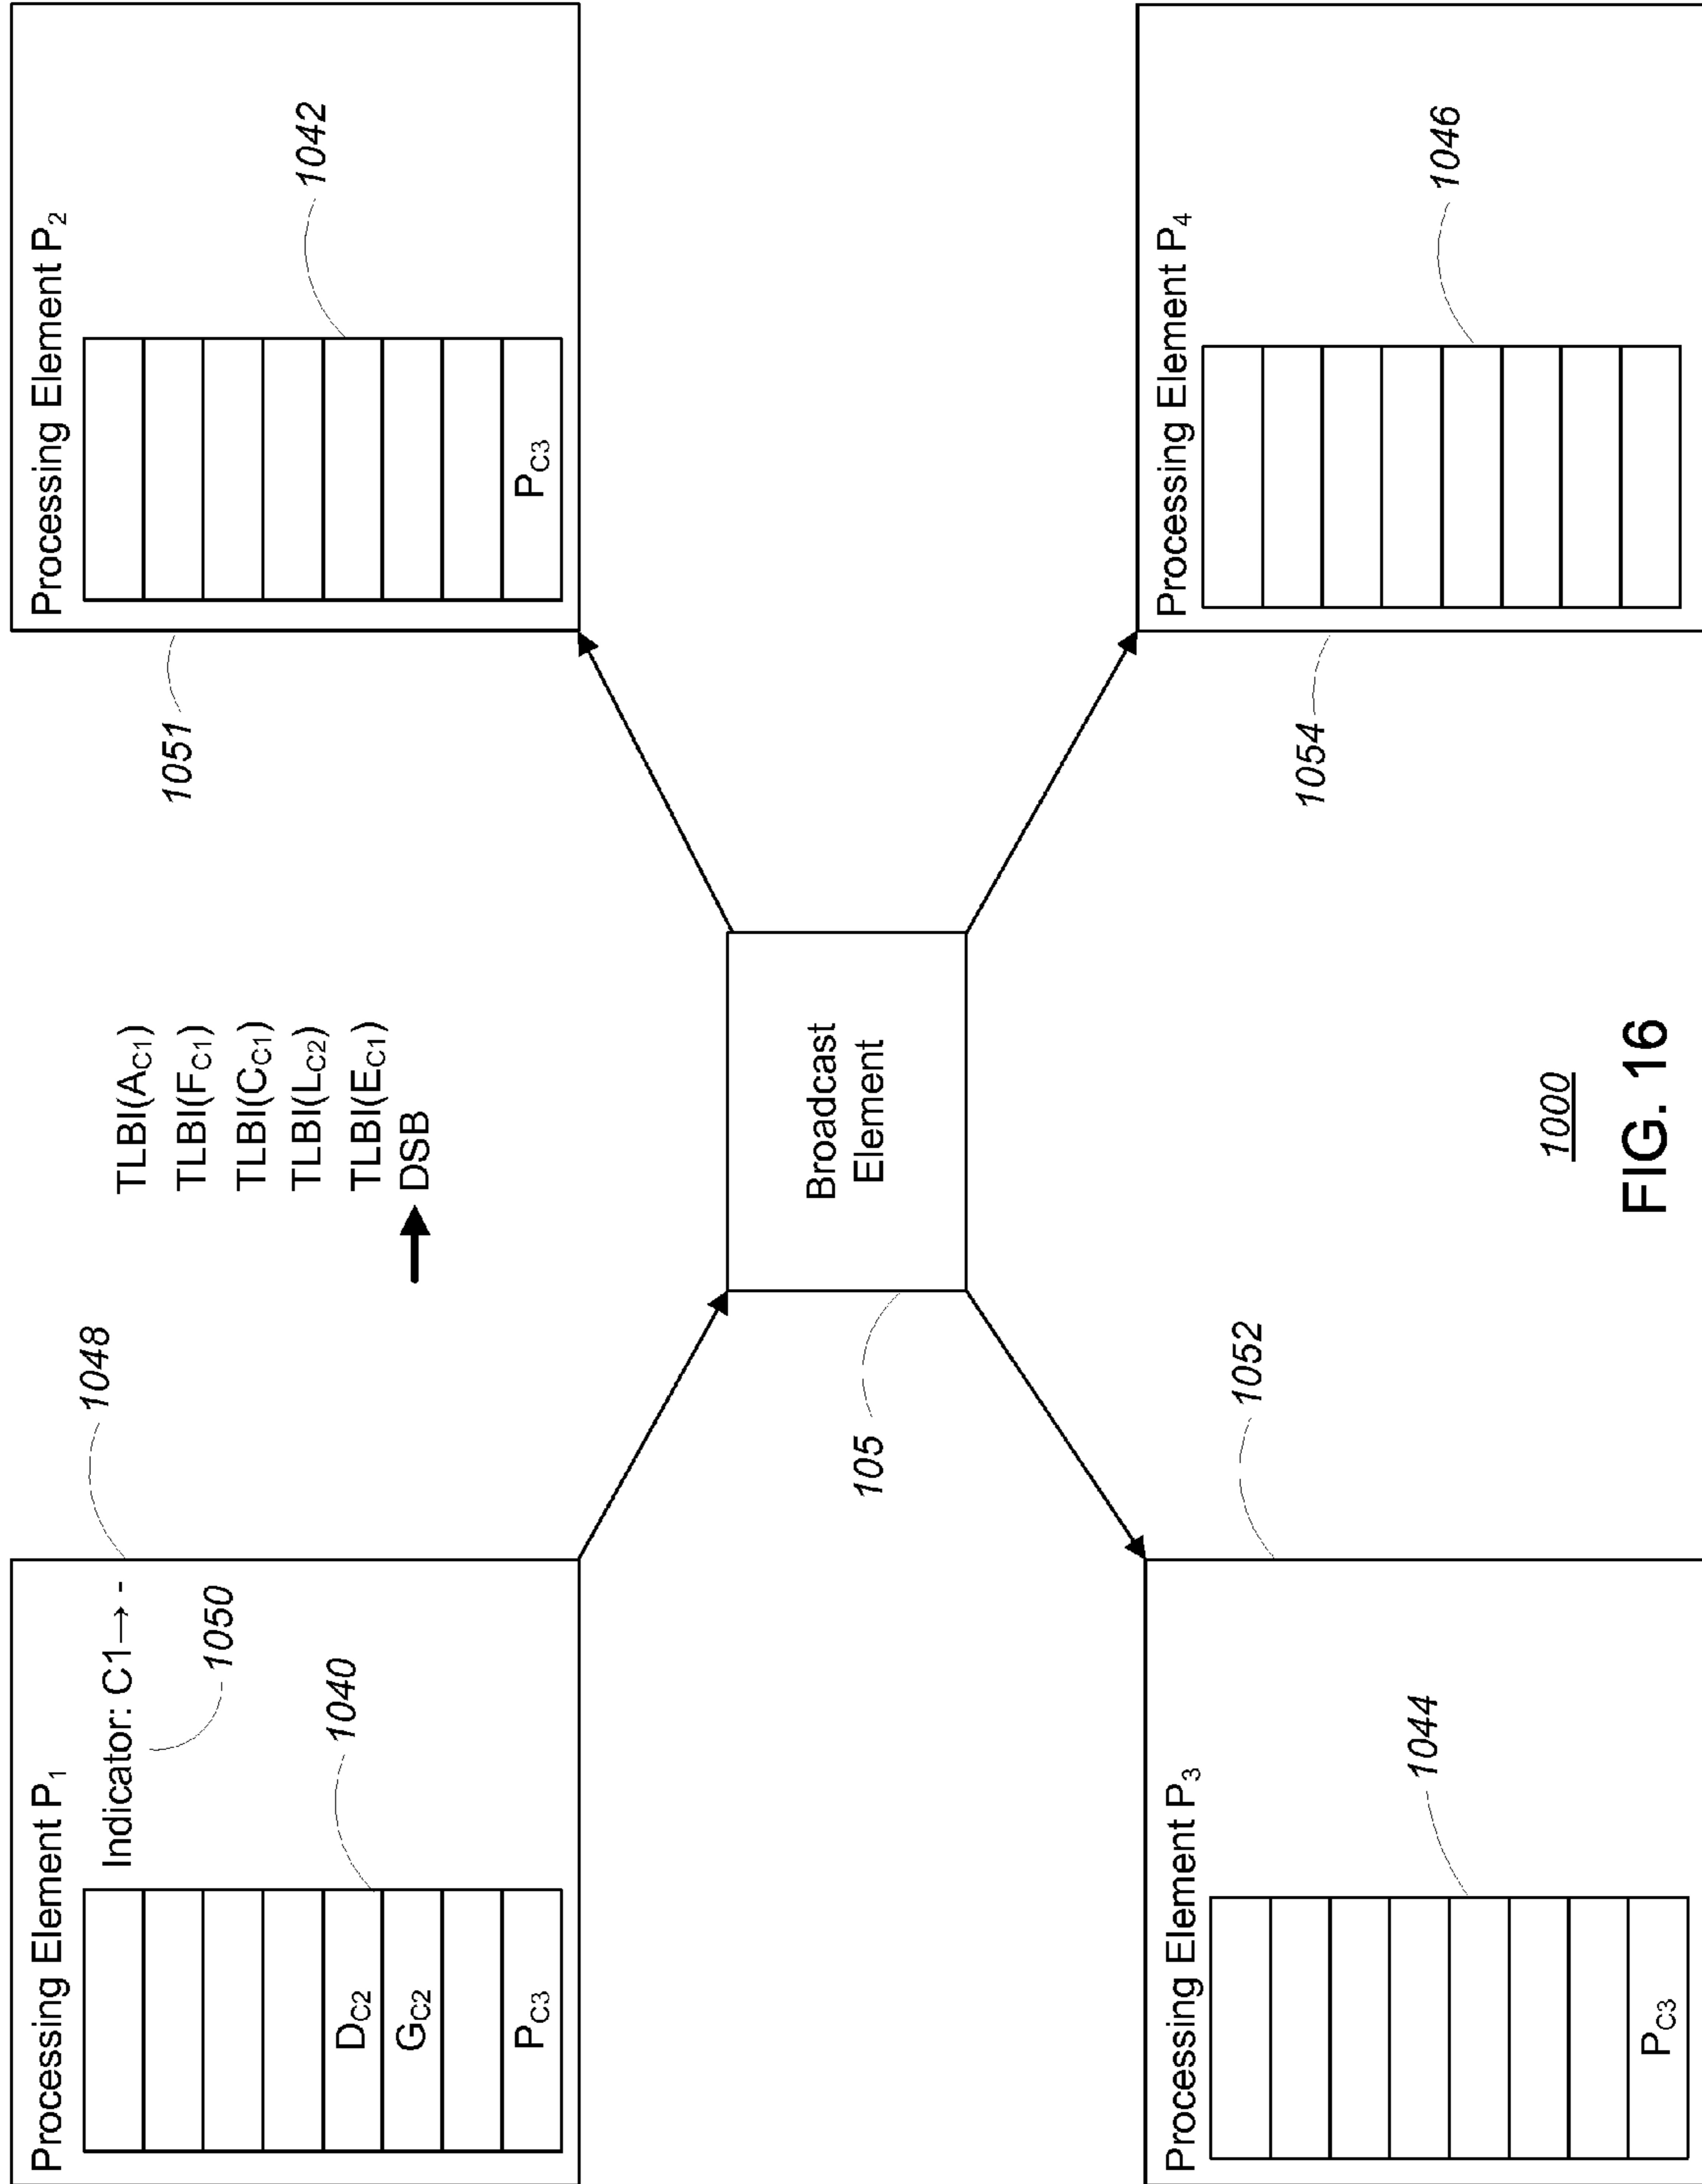 Processing Element P1
Indicator: C1→ -
1048
1050
1040
DC2
GC2
PC3
TLBI(AC1)
TLBI(FC1)
TLBI(CC1)
TLBI(LC2)
TLBI(EC1)
DSB
Processing Element P2
1051
1042
PC3
Broadcast
Element
105
Processing Element P3
1052
1044
PC3
Processing Element P4
1054
1046
1000
FIG. 16